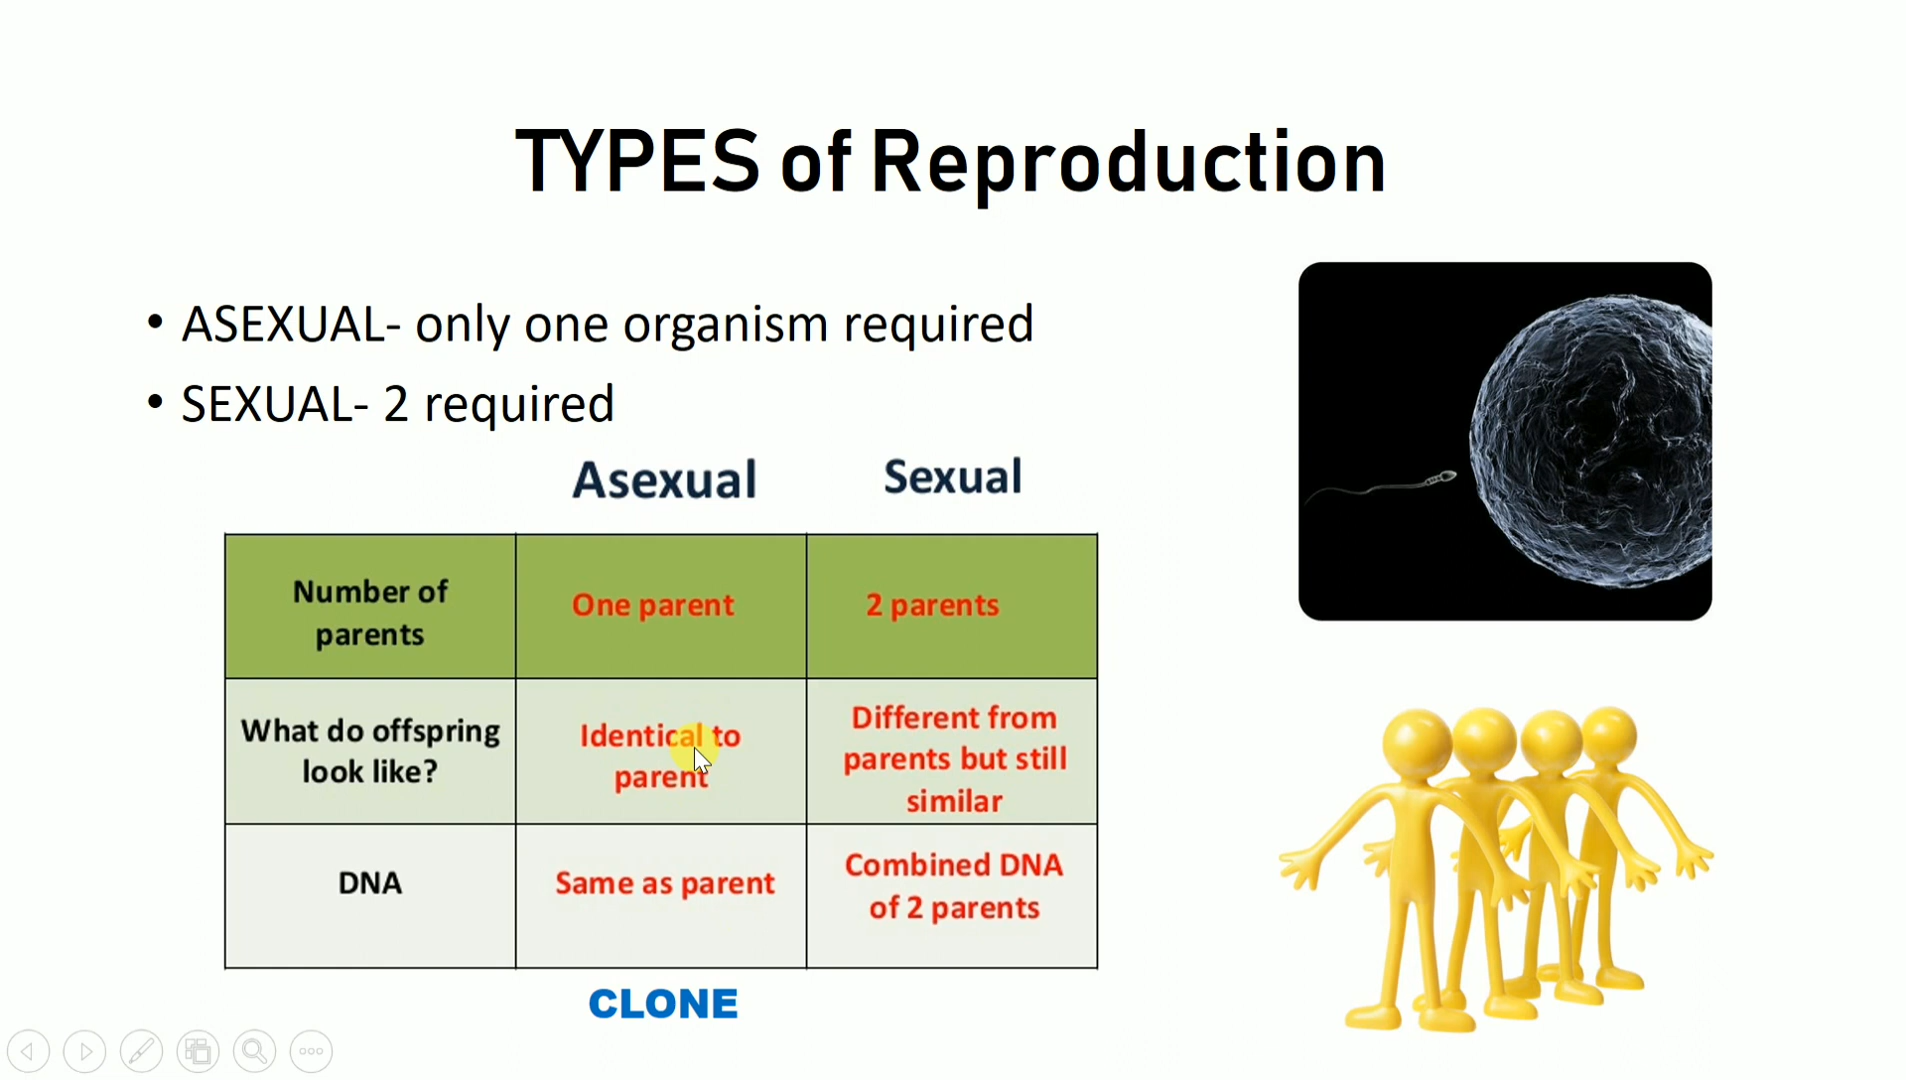 TYPES of Reproduction
• ASEXUAL- only one organism required
• SEXUAL- 2 required
Asexual
Sexual
Number of
parents
One parent
2 parents
What do offspring
look like?
Identical to
parent
Different from
parents but still
similar
DNA
Same as parent
Combined DNA
of 2 parents
CLONE